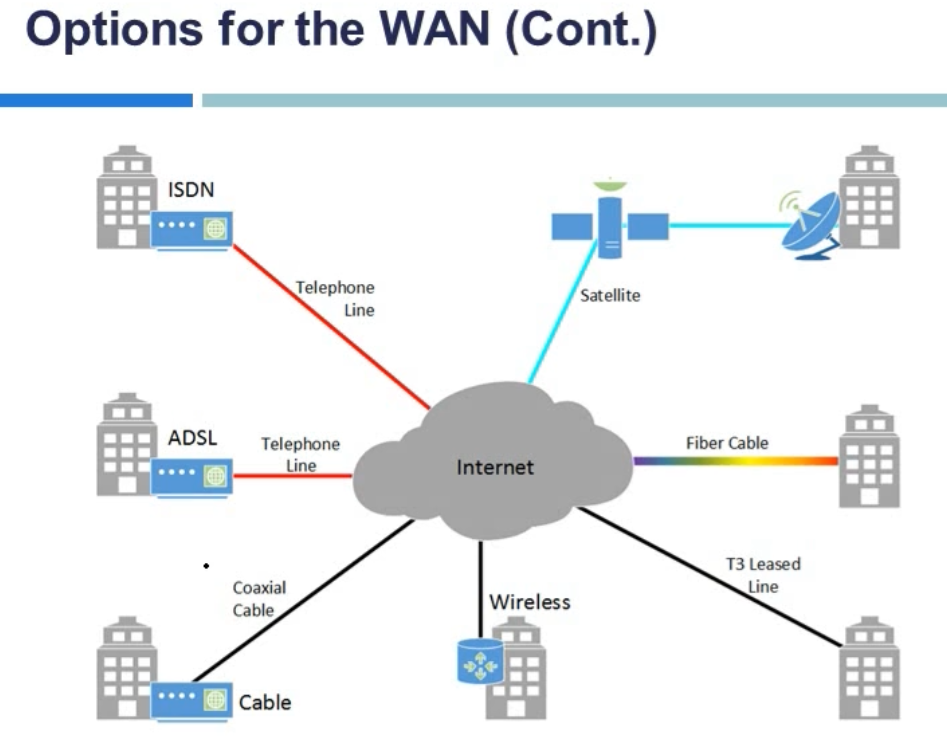 Options for the WAN (Cont.)
ISDN
Telephone
Line
Satellite
ADSL
Telephone
Line
Internet
Fiber Cable
Coaxial
Cable
Cable
Wireless
T3 Leased
Line